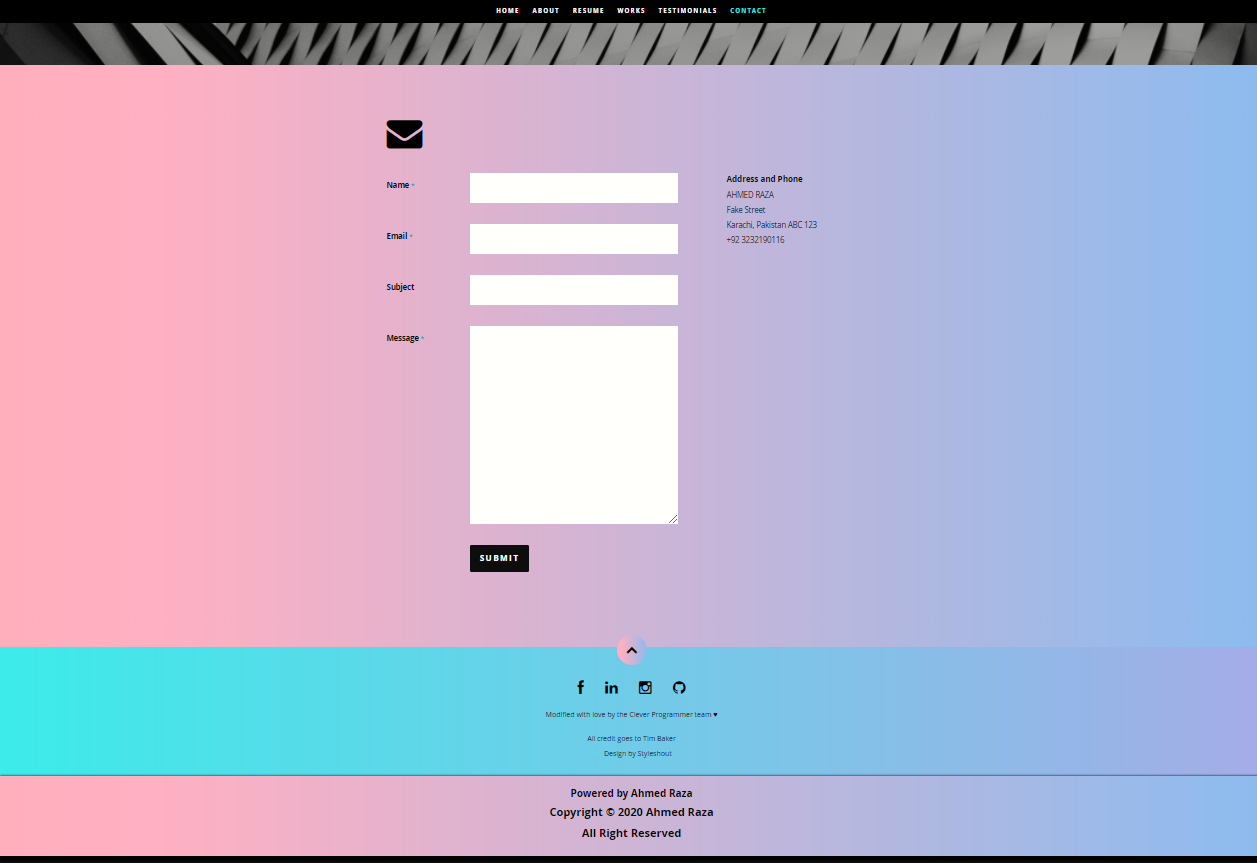 HOME ABOUT RESUME WORKS TESTIMONIALS CONTACT
Name *
Email *
Subject
Message *
SUBMIT
Address and Phone
AHMED RAZA
Fake Street
Karachi, Pakistan ABC 123
+92 3232190116
Modified with love by the Clever Programmer team ♥
All credit goes to Tim Baker
Design by Styleshout
Powered by Ahmed Raza
Copyright © 2020 Ahmed Raza
All Right Reserved